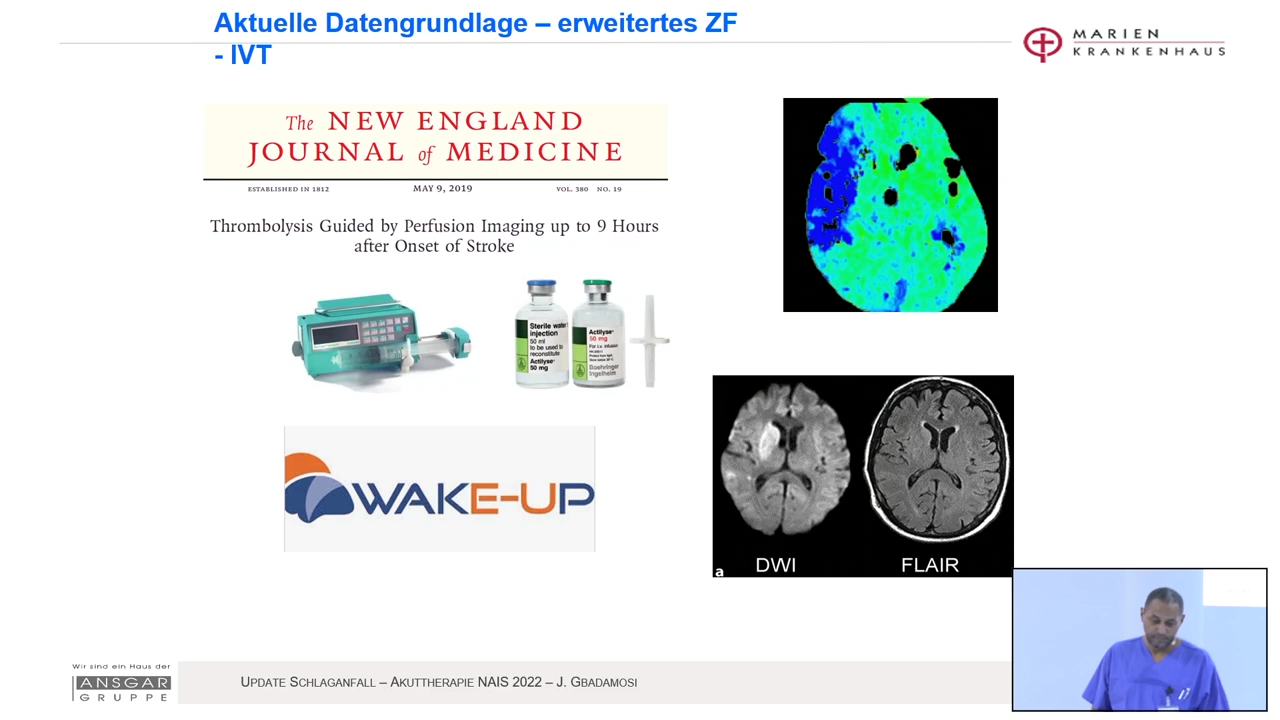 Aktuelle Datengrundlage – erweitertes ZF
- IVT
MARIEN
KRANKENHAUS
The NEW ENGLAND
JOURNAL of MEDICINE
ESTABLISHED IN 1812 MAY 9, 2019 VOL. 380 NO. 19
Thrombolysis Guided by Perfusion Imaging up to 9 Hours
after Onset of Stroke
Sterile water
injection
50 ml
to be used to
reconstitute
Actilyse®
50 mg
Actilyse®
50 mg
For i.v. infusion
Boehringer
Ingelheim
WAKE-UP
DWI
FLAIR
a
Wir sind ein Haus der
ANSGAR
GRUPPE
UPDATE SCHLAGANFALL – AKUTTHERAPIE NAIS 2022 – J. GBADAMOSI